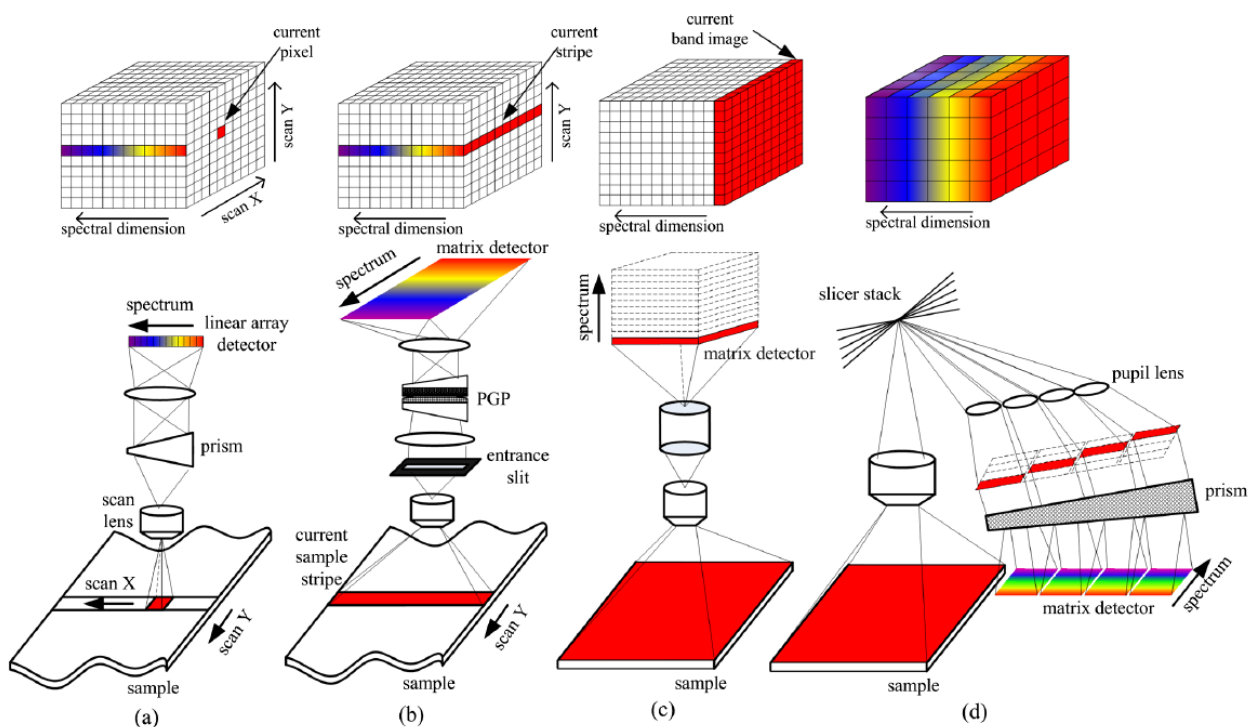 current
pixel
scan Y
scan X
spectral dimension
current
stripe
scan Y
spectral dimension
current
band image
spectral dimension
spectral dimension
spectrum
linear array
detector
prism
scan
lens
scan X
scan Y
sample
(a)
matrix detector
spectrum
PGP
entrance
slit
current
sample
stripe
scan Y
sample
(b)
spectrum
matrix detector
sample
(c)
slicer stack
pupil lens
prism
matrix detector
spectrum
sample
(d)